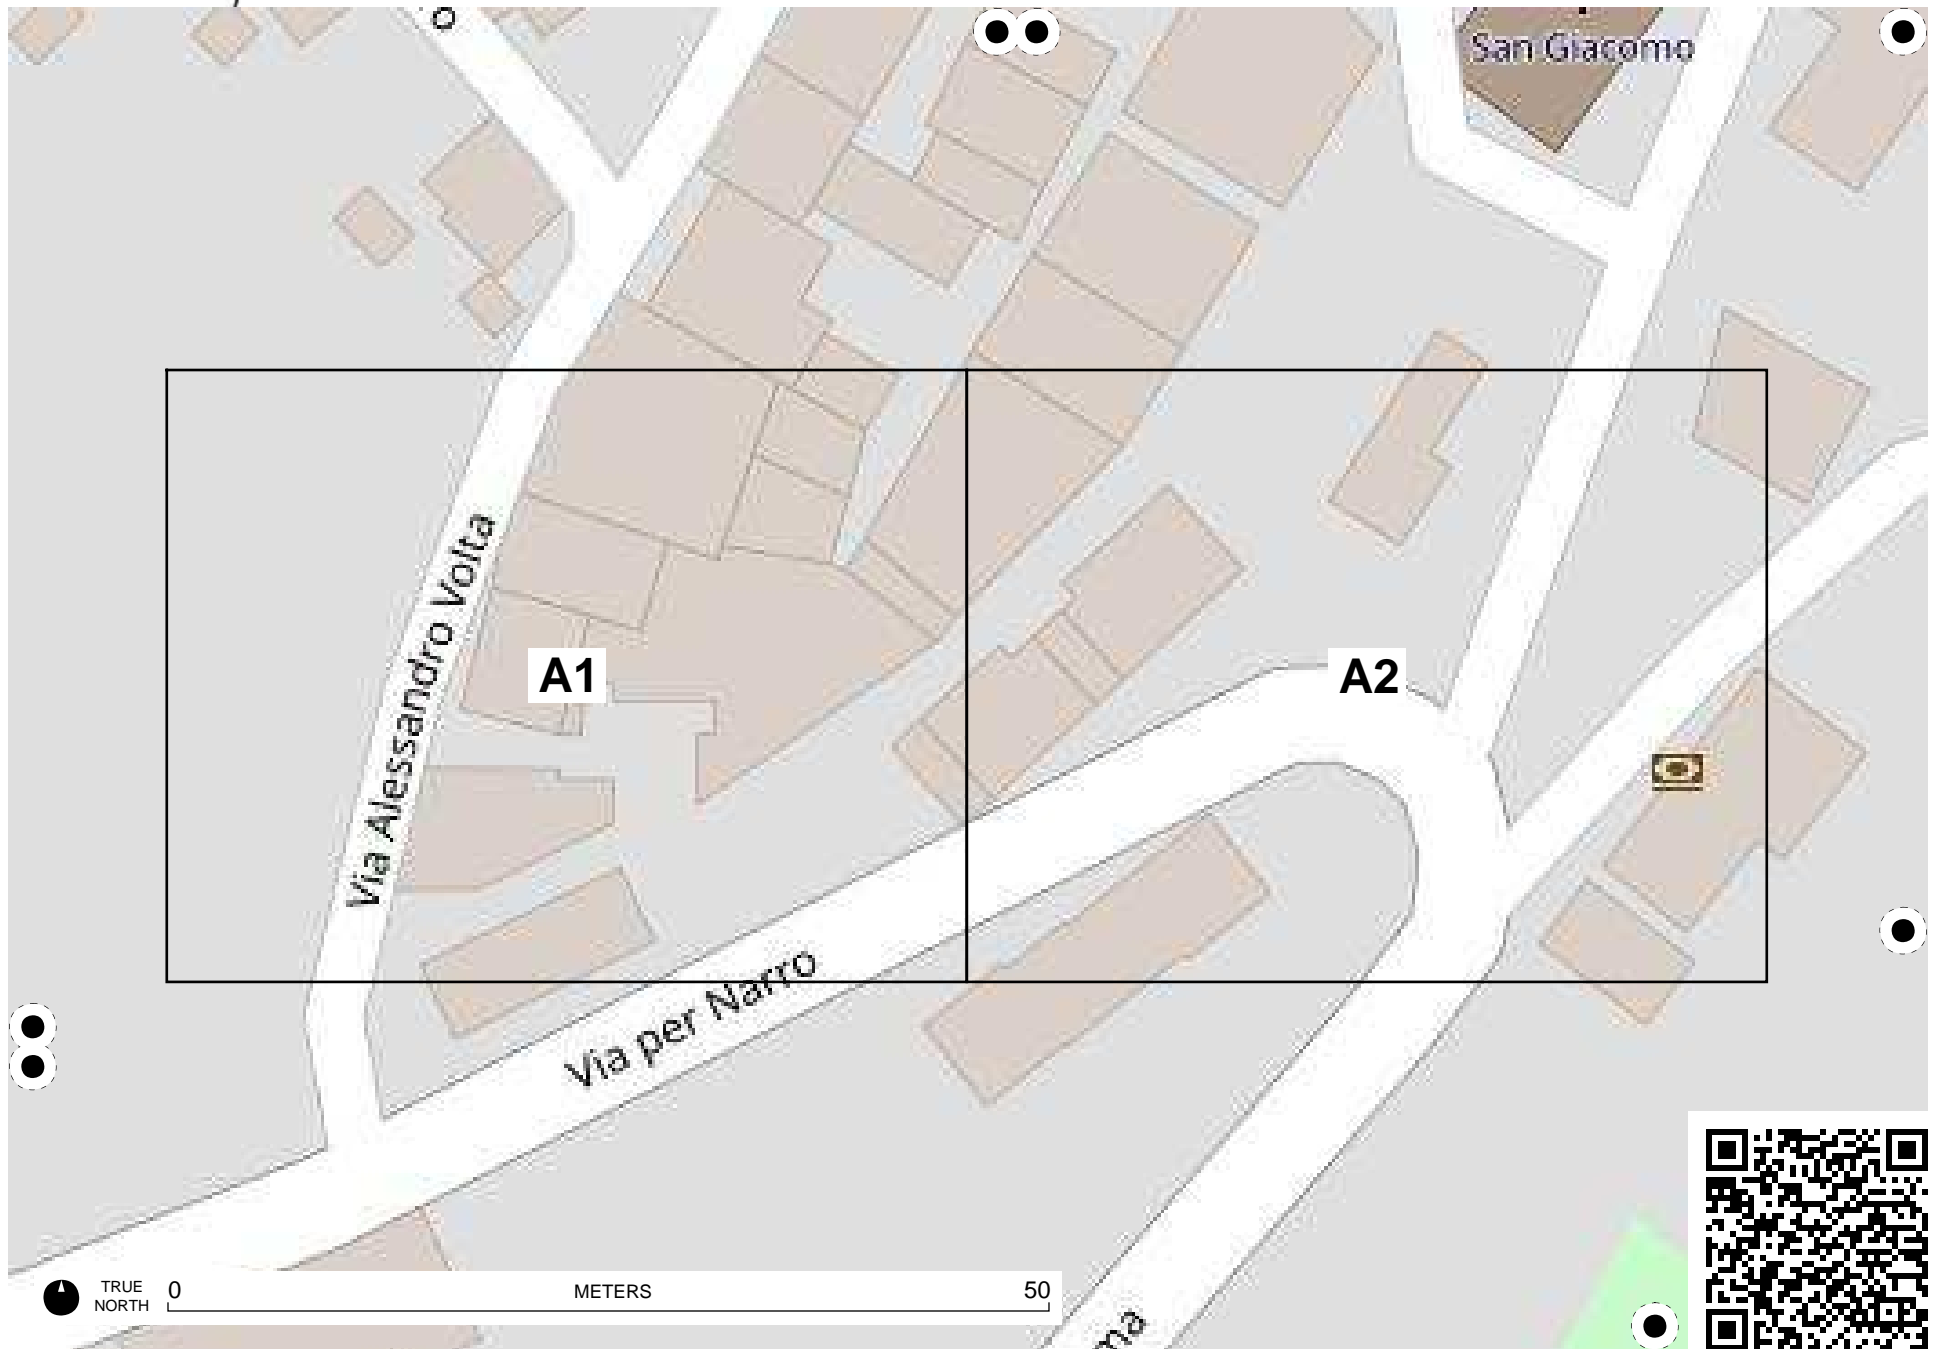 San Giacomo
Via Alessandro Volta
A1
A2
Via per Narro
TRUE
NORTH
0
METERS
50